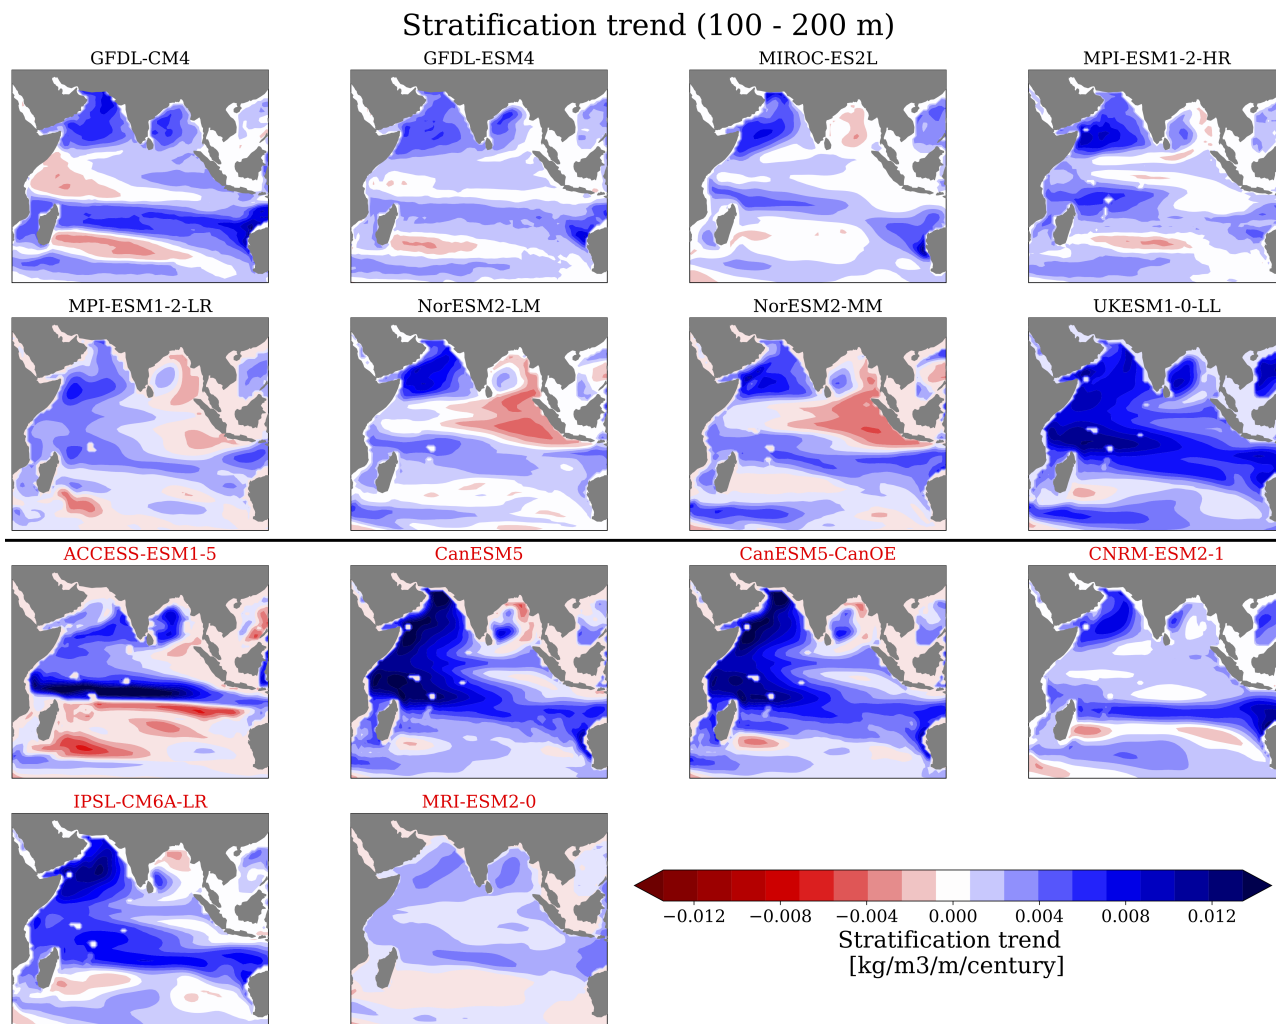 Stratification trend (100 - 200 m)
GFDL-CM4 GFDL-ESM4 MIROC-ES2L MPI-ESM1-2-HR
MPI-ESM1-2-LR NorESM2-LM NorESM2-MM UKESM1-0-LL
ACCESS-ESM1-5 CanESM5 CanESM5-CanOE CNRM-ESM2-1
IPSL-CM6A-LR MRI-ESM2-0
−0.012 −0.008 −0.004 0.000 0.004 0.008 0.012
Stratification trend
[kg/m3/m/century]